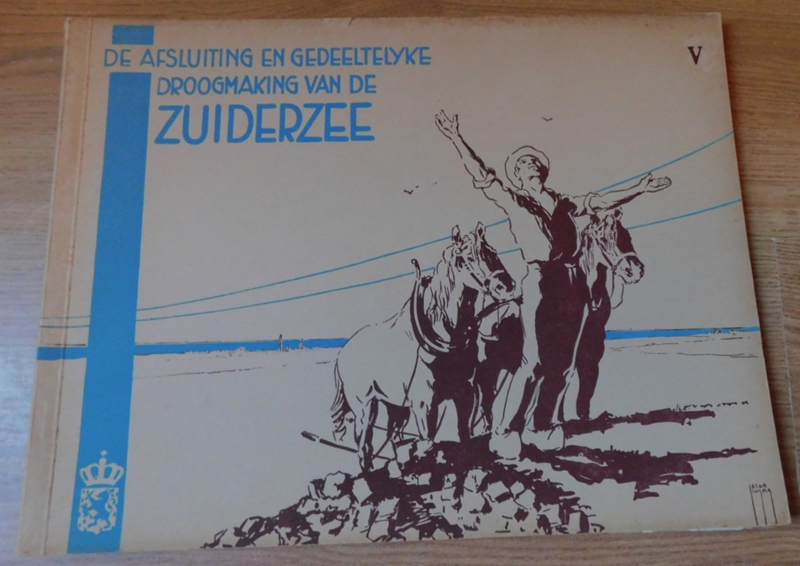 DE AFSLUITING EN GEDEELTELYKE
DROOGMAKING VAN DE
ZUIDERZEE
V